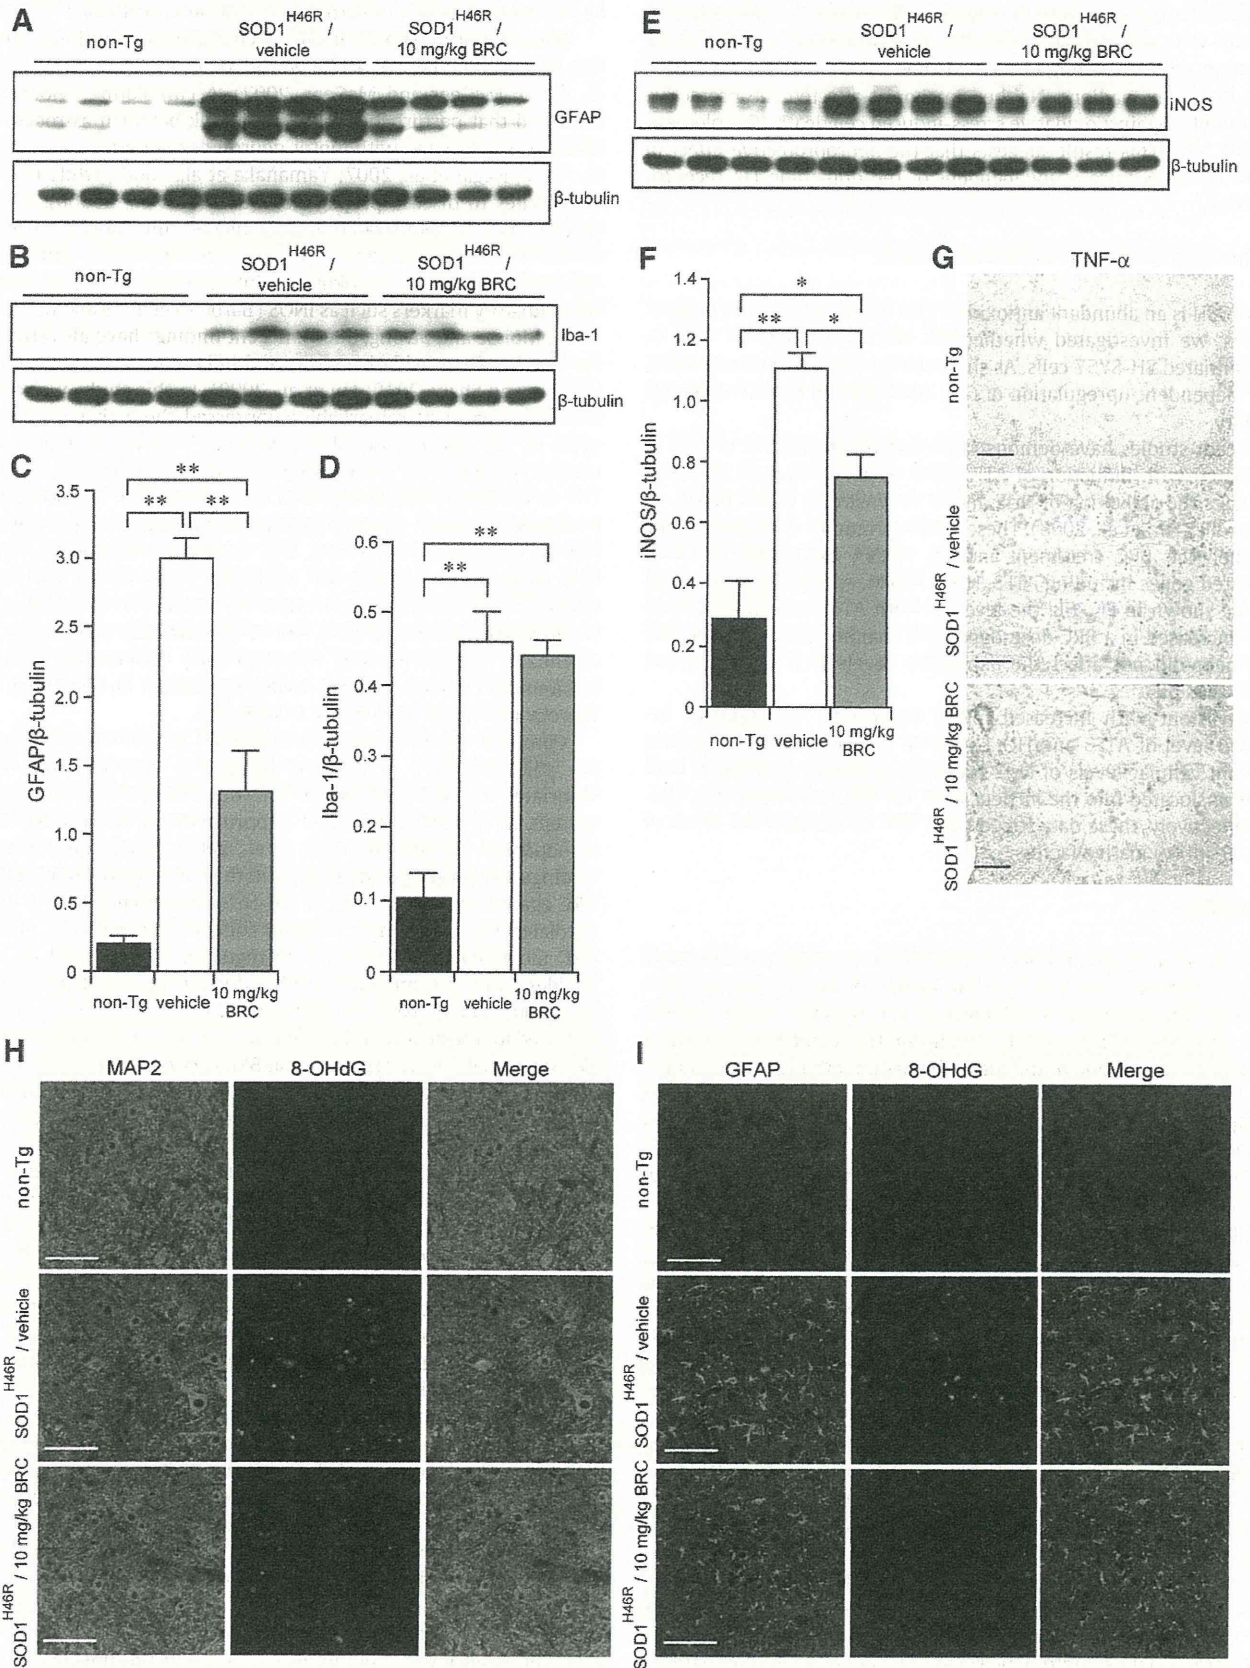 A
non-Tg
SOD1H46R /
vehicle
SOD1H46R /
10 mg/kg BRC
GFAP
β-tubulin
B
non-Tg
SOD1H46R /
vehicle
SOD1H46R /
10 mg/kg BRC
Iba-1
β-tubulin
C
**
** **
3.5
3.0
2.5
2.0
1.5
1.0
0.5
0
GFAP/β-tubulin
non-Tg vehicle 10 mg/kg
BRC
D
**
**
0.6
0.5
0.4
0.3
0.2
0.1
0
Iba-1/β-tubulin
non-Tg vehicle 10 mg/kg
BRC
E
non-Tg
SOD1H46R /
vehicle
SOD1H46R /
10 mg/kg BRC
iNOS
β-tubulin
F
*
** *
1.4
1.2
1.0
0.8
0.6
0.4
0.2
0
iNOS/β-tubulin
non-Tg vehicle 10 mg/kg
BRC
G
TNF-α
non-Tg
SOD1H46R / vehicle
SOD1H46R / 10 mg/kg BRC
H
MAP2 8-OHdG Merge
non-Tg
SOD1H46R / vehicle
SOD1H46R / 10 mg/kg BRC
I
GFAP 8-OHdG Merge
non-Tg
SOD1H46R / vehicle
SOD1H46R / 10 mg/kg BRC